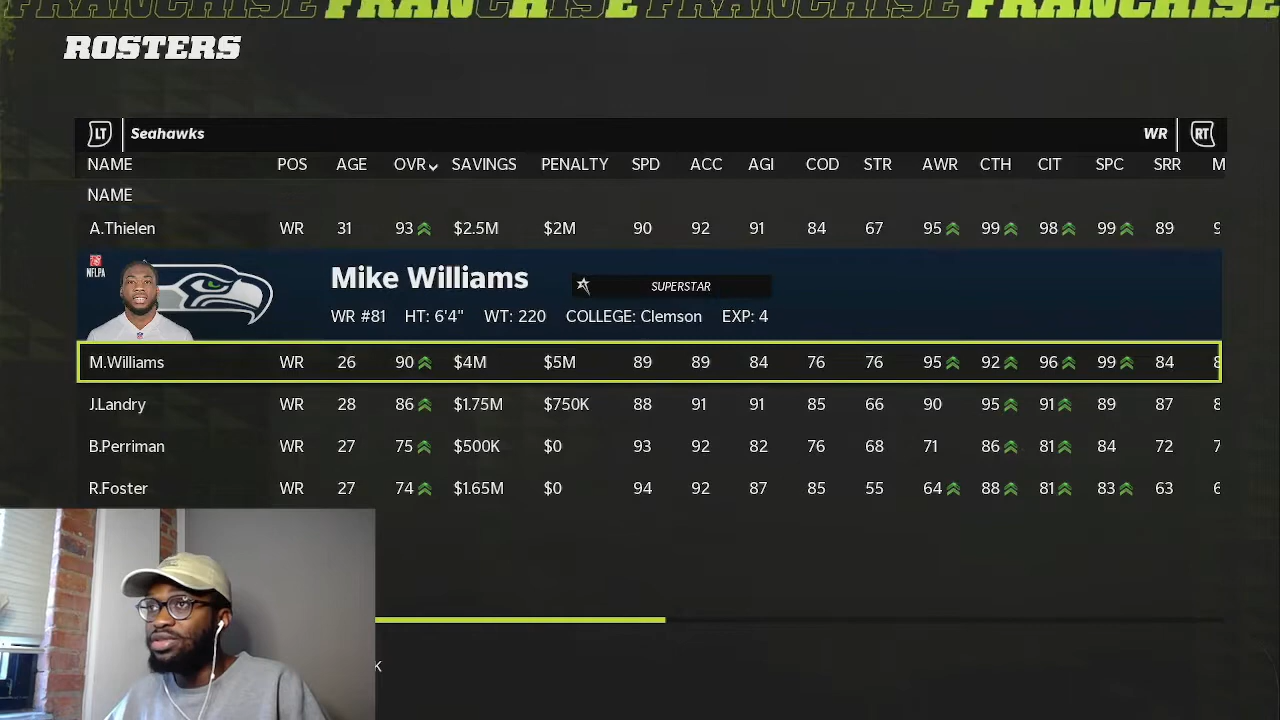 FRANCHISE FRANCHISE FRANCHISE FRANCHISE
ROSTERS
LT Seahawks WR RT
NAME POS AGE OVR SAVINGS PENALTY SPD ACC AGI COD STR AWR CTH CIT SPC SRR M
NAME
A.Thielen WR 31 93 $2.5M $2M 90 92 91 84 67 95 99 98 99 89
NFLPA
Mike Williams SUPERSTAR
WR #81 HT: 6'4" WT: 220 COLLEGE: Clemson EXP: 4
M.Williams WR 26 90 $4M $5M 89 89 84 76 76 95 92 96 99 84 8
J.Landry WR 28 86 $1.75M $750K 88 91 91 85 66 90 95 91 89 87 8
B.Perriman WR 27 75 $500K $0 93 92 82 76 68 71 86 81 84 72 7
R.Foster WR 27 74 $1.65M $0 94 92 87 85 55 64 88 81 83 63 6
K